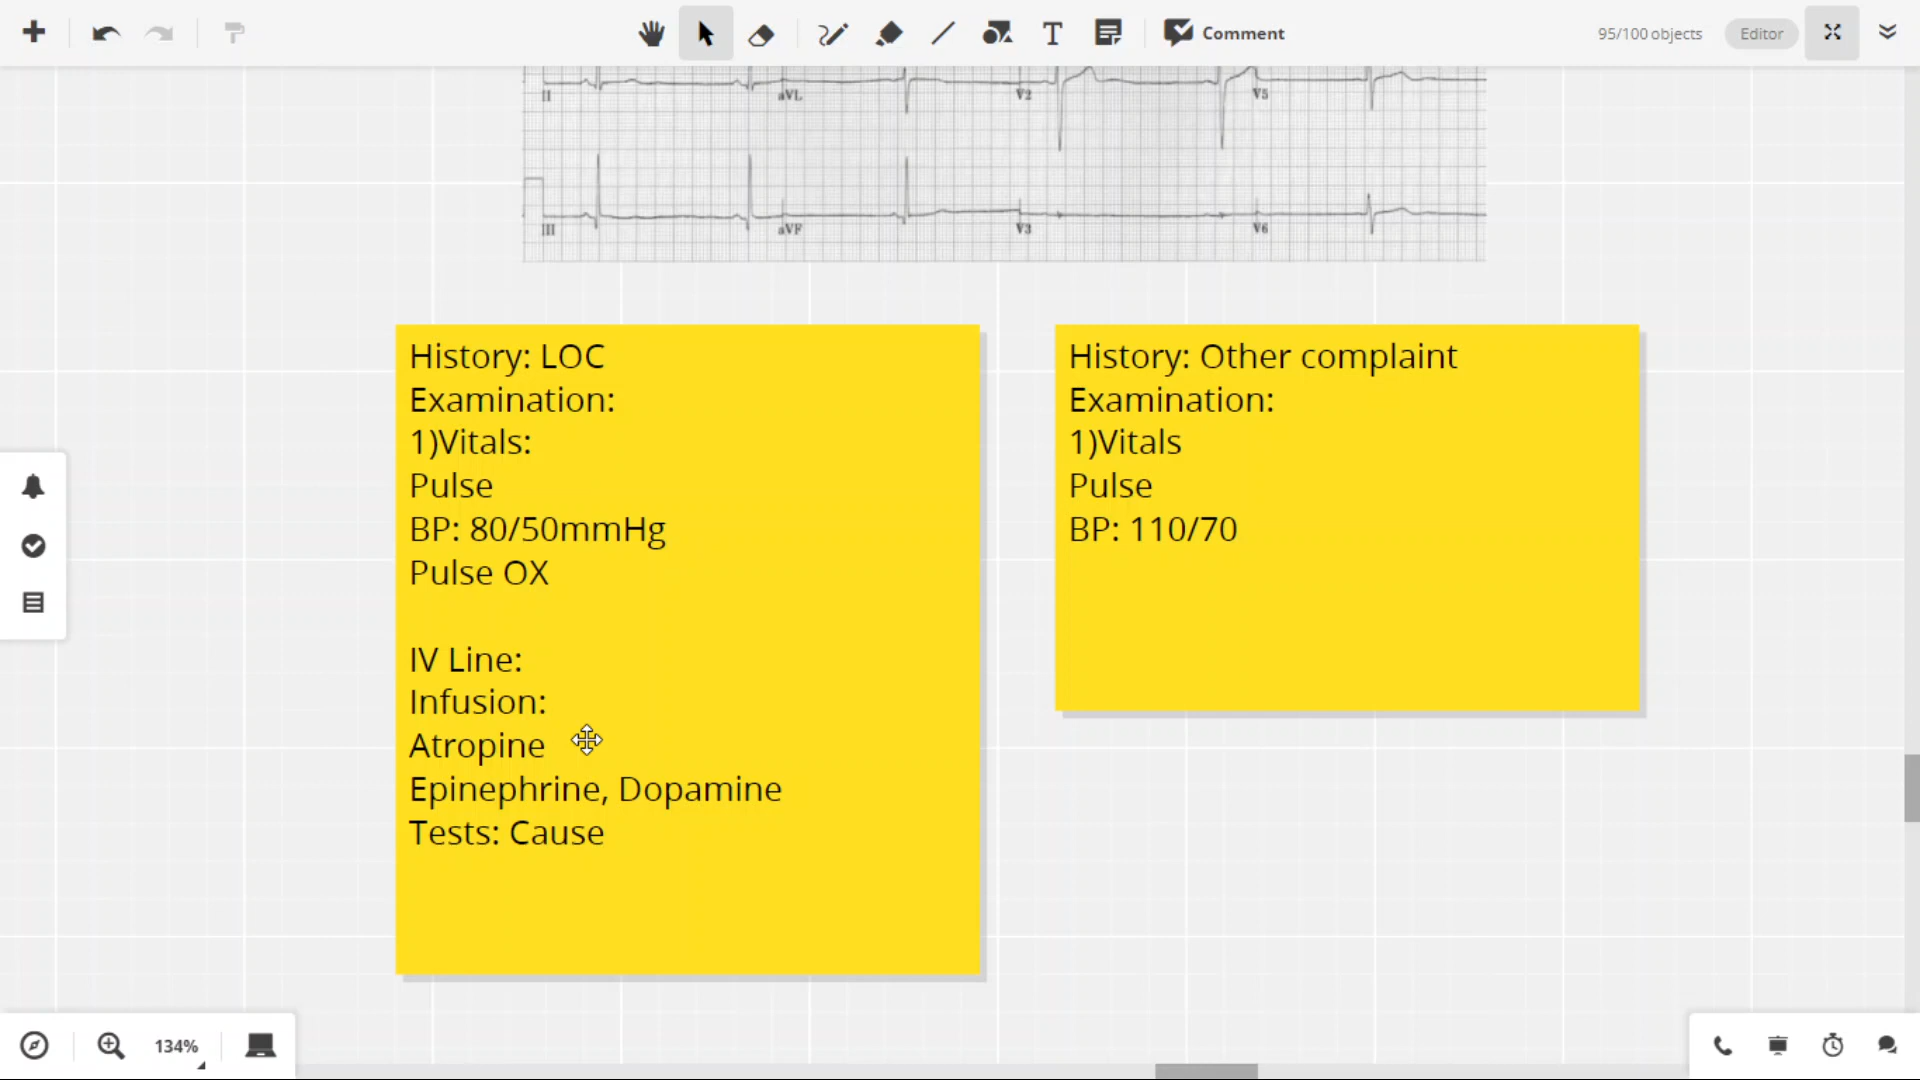 Comment
95/100 objects
Editor
II
aVL
V2
V5
III
aVF
V3
V6
History: LOC
Examination:
1)Vitals:
Pulse
BP: 80/50mmHg
Pulse OX
IV Line:
Infusion:
Atropine
Epinephrine, Dopamine
Tests: Cause
History: Other complaint
Examination:
1)Vitals
Pulse
BP: 110/70
134%